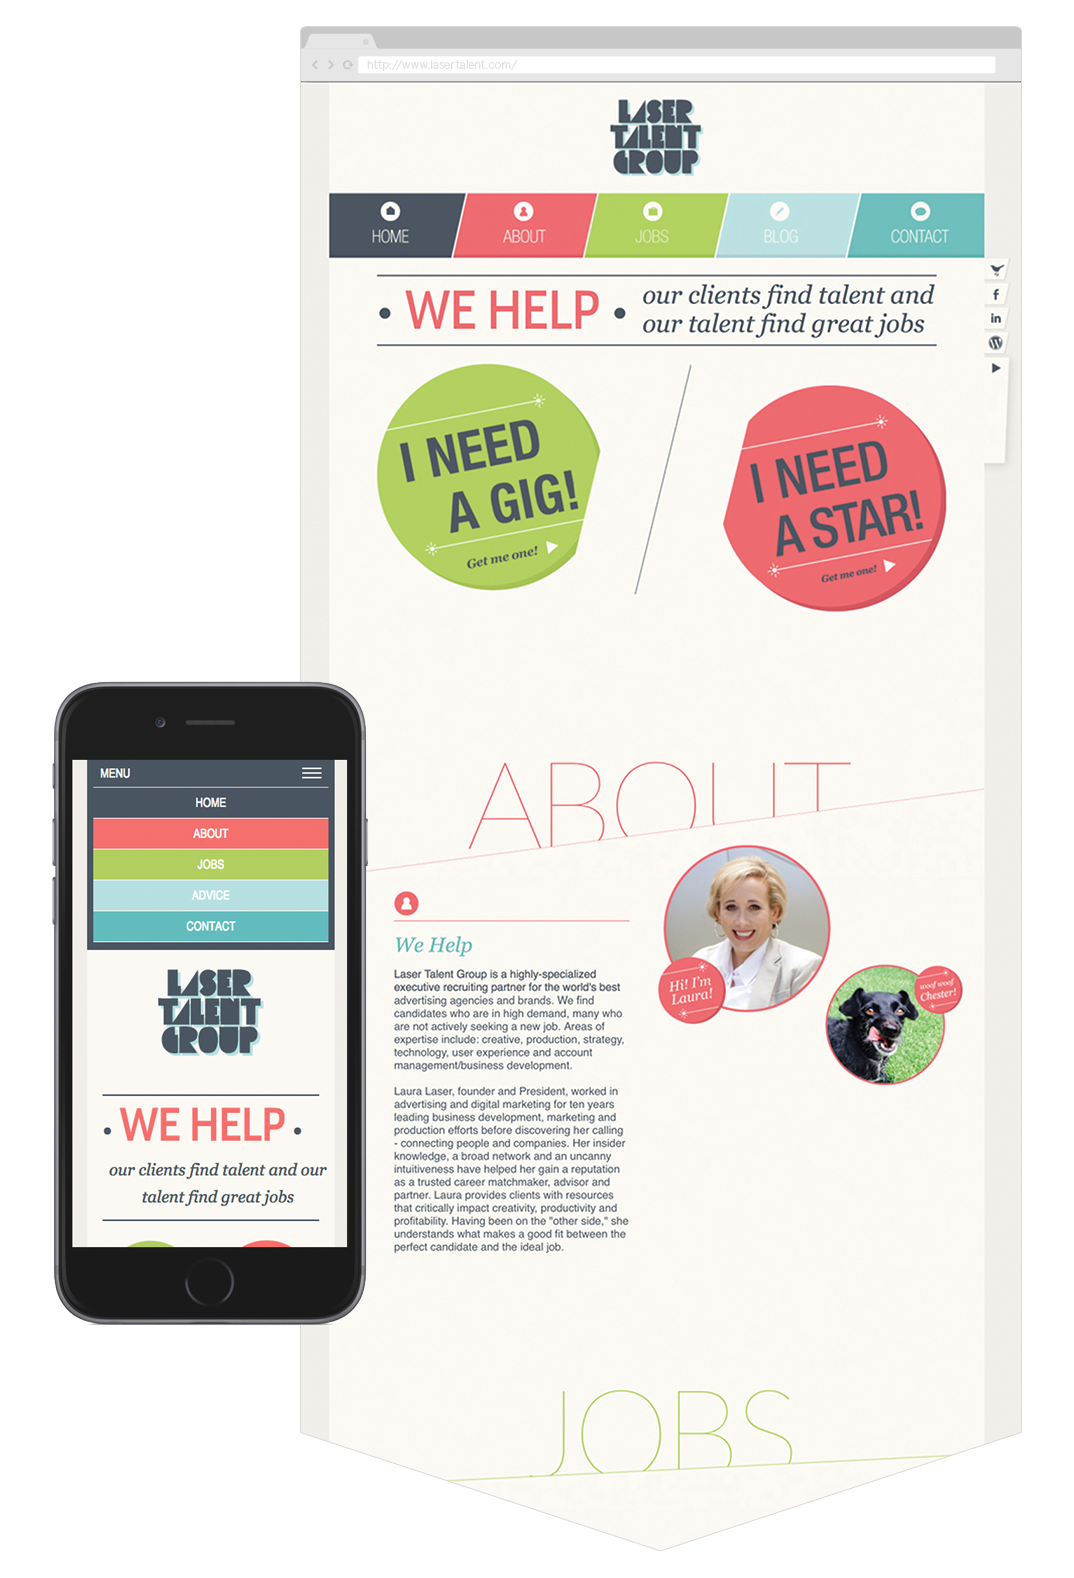 http://www.lasertalent.com/
LASER
TALENT
GROUP
HOME
ABOUT
JOBS
BLOG
CONTACT
• WE HELP •
our clients find talent and
our talent find great jobs
I NEED
A GIG!
Get me one!
I NEED
A STAR!
Get me one!
ABOUT
We Help
Laser Talent Group is a highly-specialized
executive recruiting partner for the world's best
advertising agencies and brands. We find
candidates who are in high demand, many who
are not actively seeking a new job. Areas of
expertise include: creative, production, strategy,
technology, user experience and account
management/business development.
Laura Laser, founder and President, worked in
advertising and digital marketing for ten years
leading business development, marketing and
production efforts before discovering her calling
- connecting people and companies. Her insider
knowledge, a broad network and an uncanny
intuitiveness have helped her gain a reputation
as a trusted career matchmaker, advisor and
partner. Laura provides clients with resources
that critically impact creativity, productivity and
profitability. Having been on the "other side," she
understands what makes a good fit between the
perfect candidate and the ideal job.
Hi! I'm
Laura!
woof woof
Chester!
JOBS
MENU
HOME
ABOUT
JOBS
ADVICE
CONTACT
LASER
TALENT
GROUP
• WE HELP •
our clients find talent and our
talent find great jobs